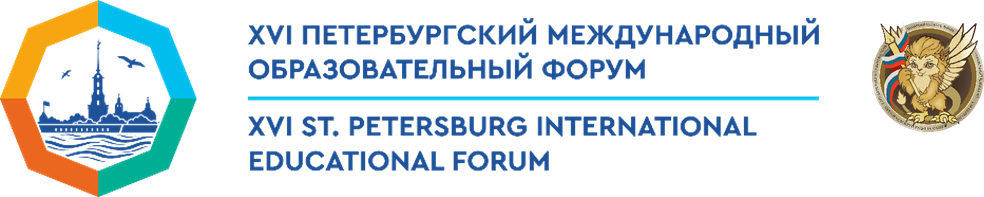 XVI ПЕТЕРБУРГСКИЙ МЕЖДУНАРОДНЫЙ
ОБРАЗОВАТЕЛЬНЫЙ ФОРУМ
XVI ST. PETERSBURG INTERNATIONAL
EDUCATIONAL FORUM